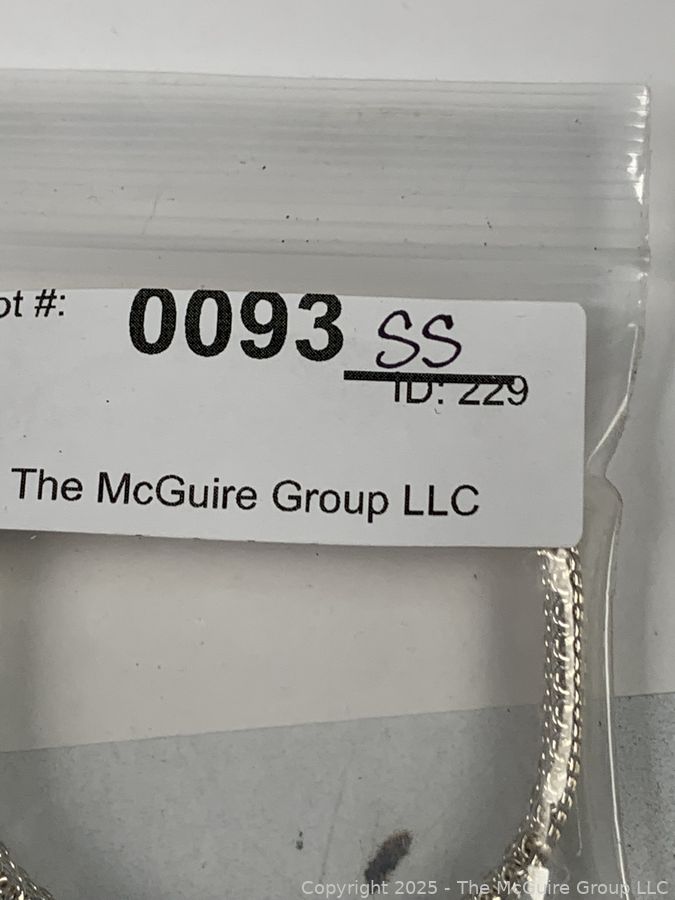 ot #: 0093 SS
ID: 229
The McGuire Group LLC
Copyright 2025 - The McGuire Group LLC